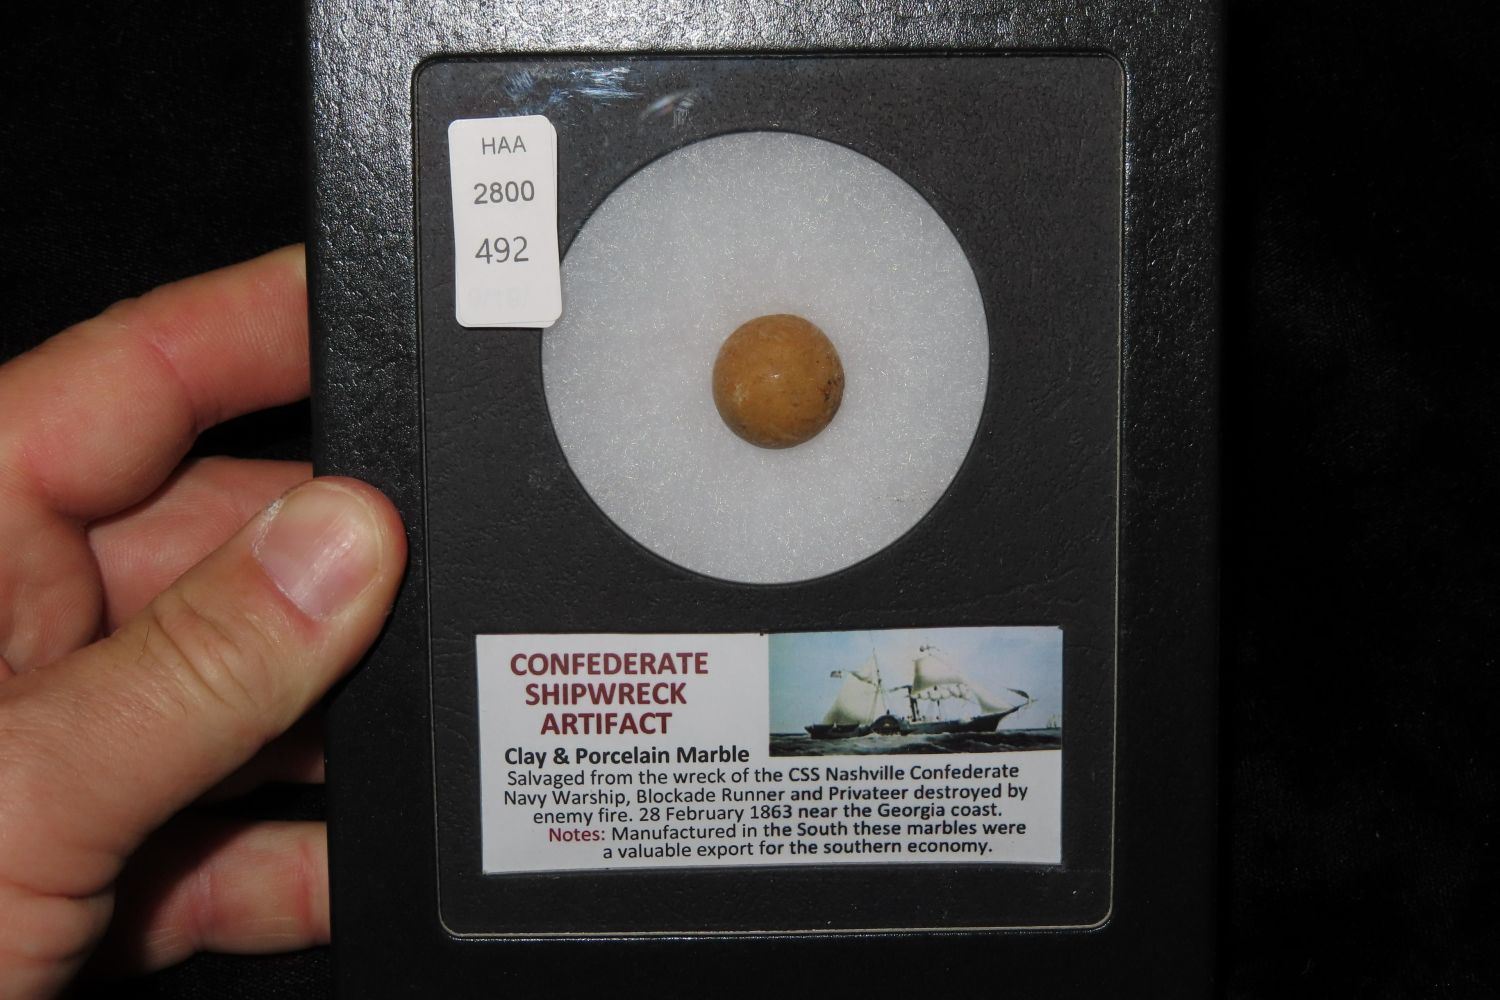 HAA
2800
492
CONFEDERATE
SHIPWRECK
ARTIFACT
Clay & Porcelain Marble
Salvaged from the wreck of the CSS Nashville Confederate
Navy Warship, Blockade Runner and Privateer destroyed by
enemy fire. 28 February 1863 near the Georgia coast.
Notes: Manufactured in the South these marbles were
a valuable export for the southern economy.